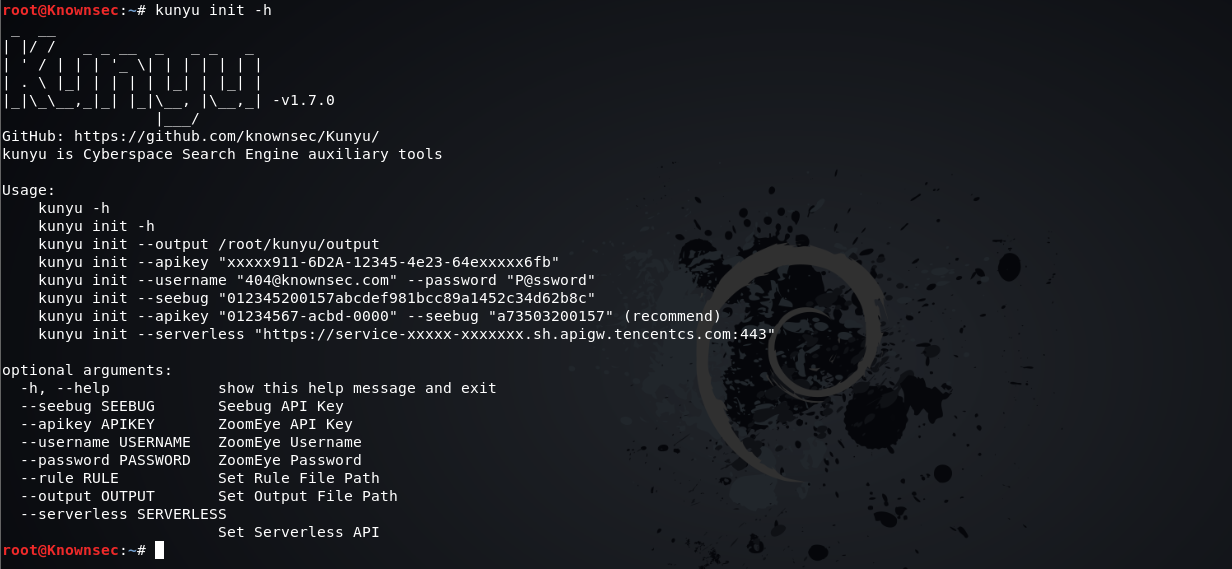 root@Knownsec:~# kunyu init -h
 _  __
| |/ /   _ _ __  _   _ _   _
| ' / | | | '_ \| | | | | | |
| . \ |_| | | | | |_| | |_| |
|_|\_\__,_|_| |_|\__, |\__,_| -v1.7.0
                 |___/
GitHub: https://github.com/knownsec/Kunyu/
kunyu is Cyberspace Search Engine auxiliary tools

Usage:
    kunyu -h
    kunyu init -h
    kunyu init --output /root/kunyu/output
    kunyu init --apikey "xxxxx911-6D2A-12345-4e23-64exxxxx6fb"
    kunyu init --username "404@knownsec.com" --password "P@ssword"
    kunyu init --seebug "012345200157abcdef981bcc89a1452c34d62b8c"
    kunyu init --apikey "01234567-acbd-0000" --seebug "a73503200157" (recommend)
    kunyu init --serverless "https://service-xxxxx-xxxxxxx.sh.apigw.tencentcs.com:443"

optional arguments:
  -h, --help            show this help message and exit
  --seebug SEEBUG       Seebug API Key
  --apikey APIKEY       ZoomEye API Key
  --username USERNAME   ZoomEye Username
  --password PASSWORD   ZoomEye Password
  --rule RULE           Set Rule File Path
  --output OUTPUT       Set Output File Path
  --serverless SERVERLESS
                        Set Serverless API
root@Knownsec:~#